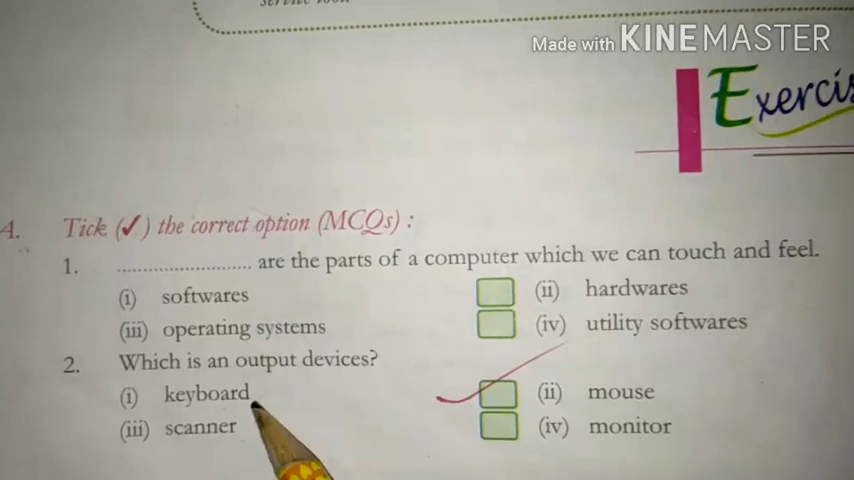 Made with KINEMASTER
Exercis
A. Tick (✓) the correct option (MCQs) :
1. ........................... are the parts of a computer which we can touch and feel.
(i) softwares (ii) hardwares
(iii) operating systems (iv) utility softwares
2. Which is an output devices?
(i) keyboard (ii) mouse
(iii) scanner (iv) monitor